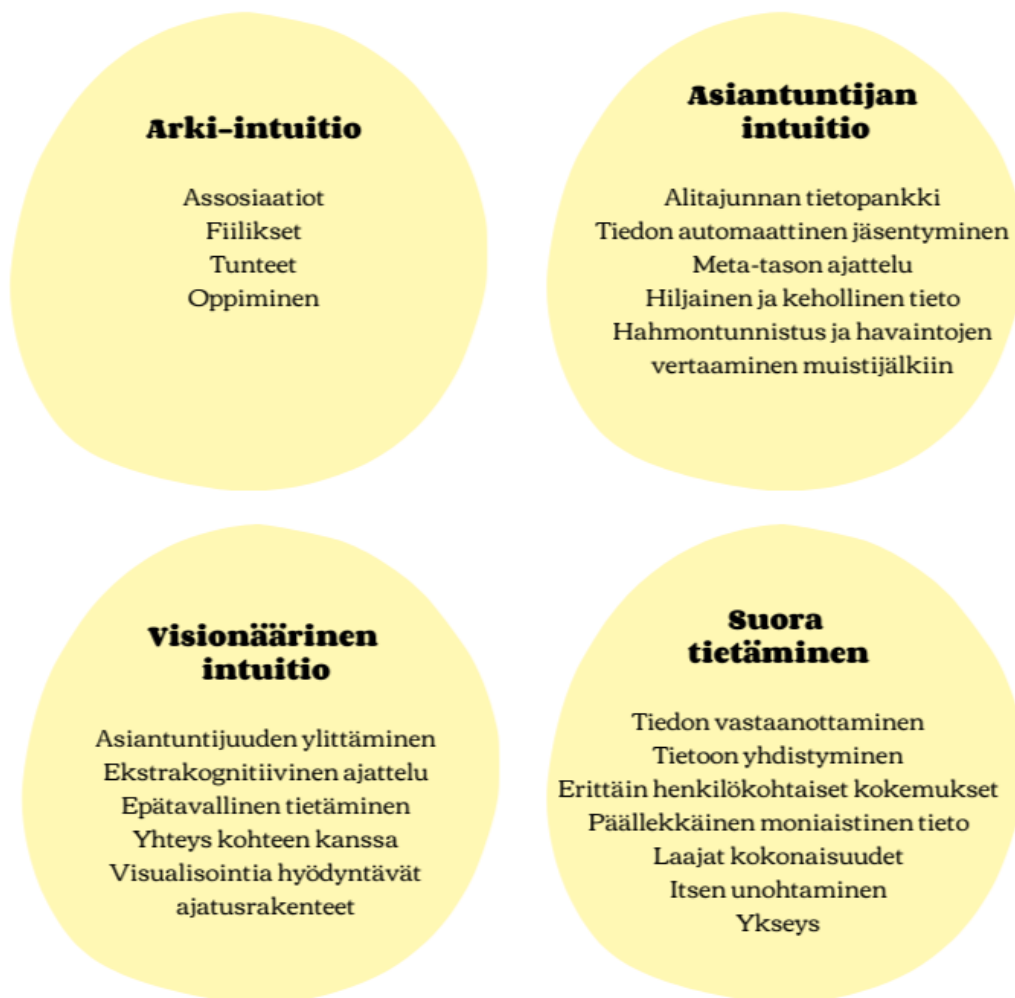 Arki-intuitio
Assosiaatiot
Fiilikset
Tunteet
Oppiminen
Asiantuntijan
intuitio
Alitajunnan tietopankki
Tiedon automaattinen jäsentyminen
Meta-tason ajattelu
Hiljainen ja kehollinen tieto
Hahmontunnistus ja havaintojen
vertaaminen muistijälkiin
Visionäärinen
intuitio
Asiantuntijuuden ylittäminen
Ekstrakognitiivinen ajattelu
Epätavallinen tietäminen
Yhteys kohteen kanssa
Visualisointia hyödyntävät
ajatusrakenteet
Suora
tietäminen
Tiedon vastaanottaminen
Tietoon yhdistyminen
Erittäin henkilökohtaiset kokemukset
Päällekkäinen moniaistinen tieto
Laajat kokonaisuudet
Itsen unohtaminen
Ykseys